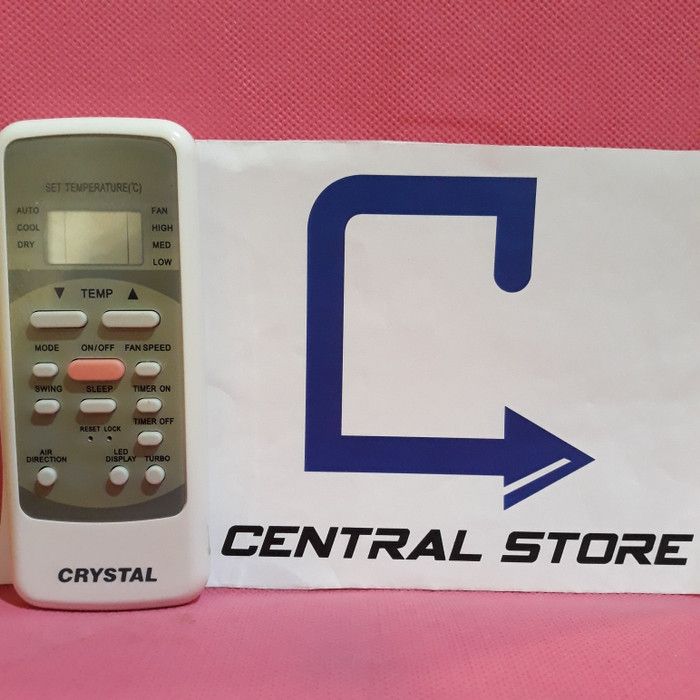 SET TEMPERATURE(°C)
AUTO FAN
COOL HIGH
DRY MED
LOW
▼ TEMP ▲
MODE ON/OFF FAN SPEED
SWING SLEEP TIMER ON
TIMER OFF
RESET LOCK
AIR DIRECTION
LED DISPLAY
TURBO
CRYSTAL
CENTRAL STORE